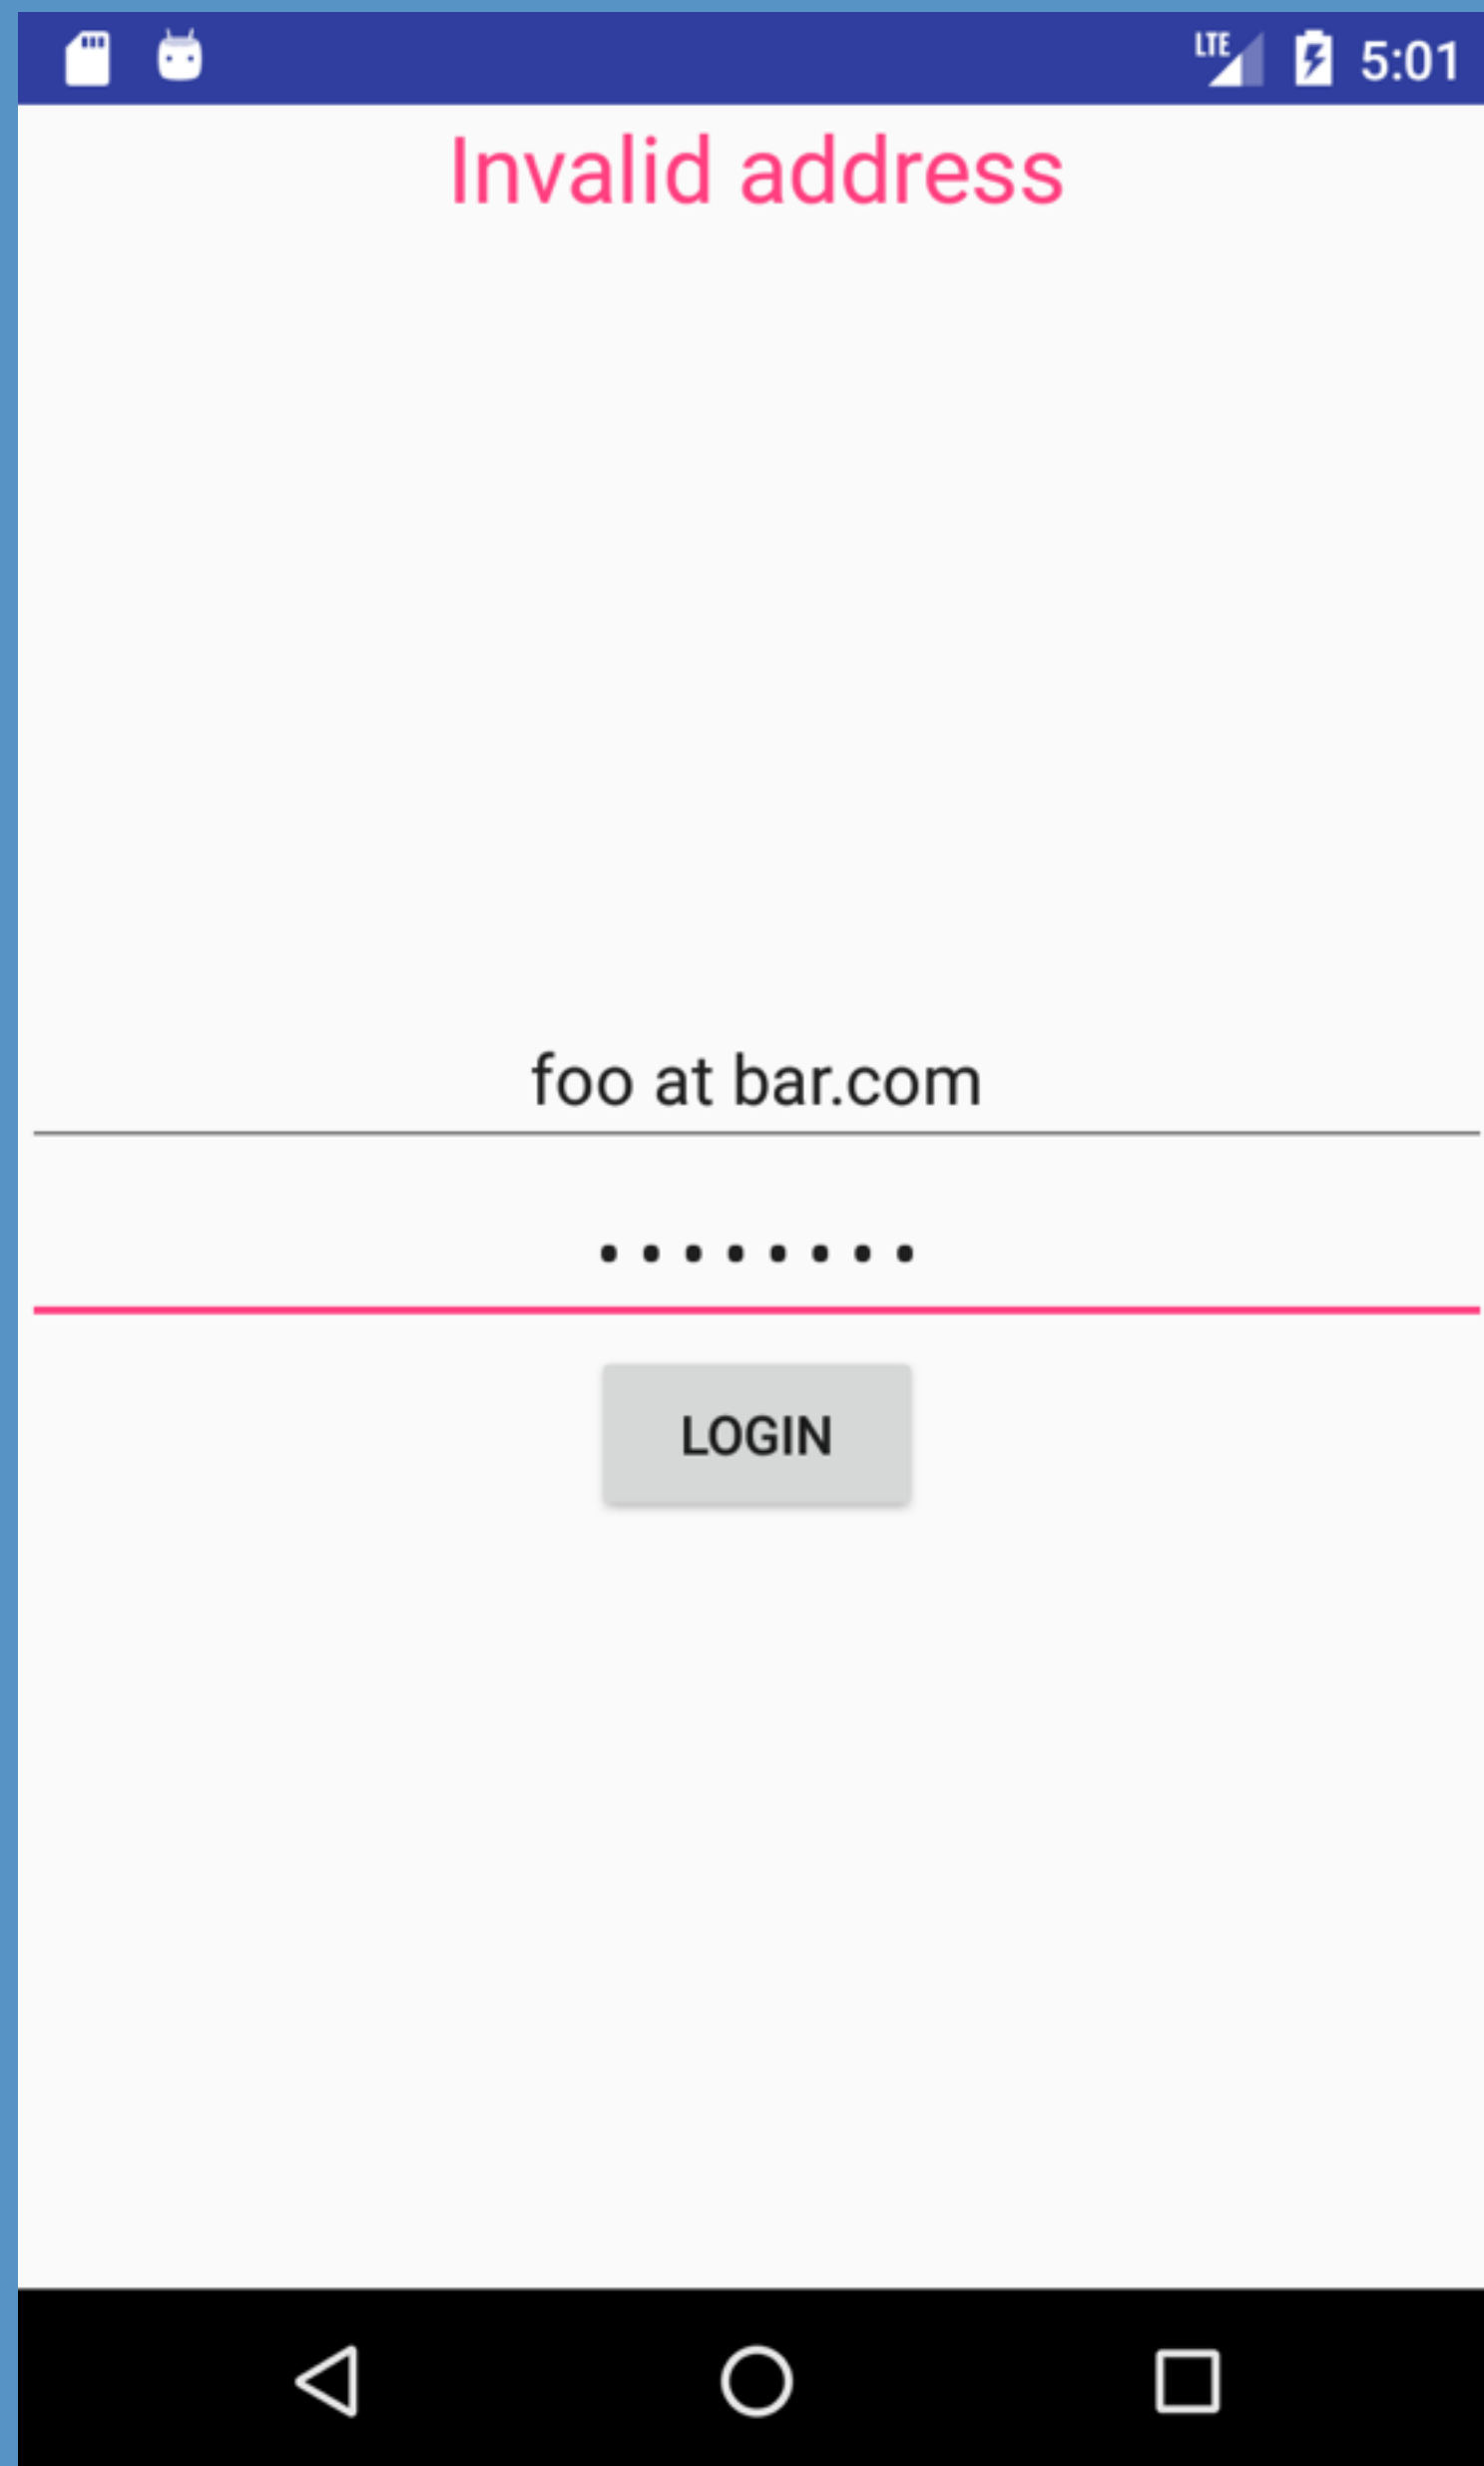 LTE 5:01
Invalid address
foo at bar.com
••••••••
LOGIN